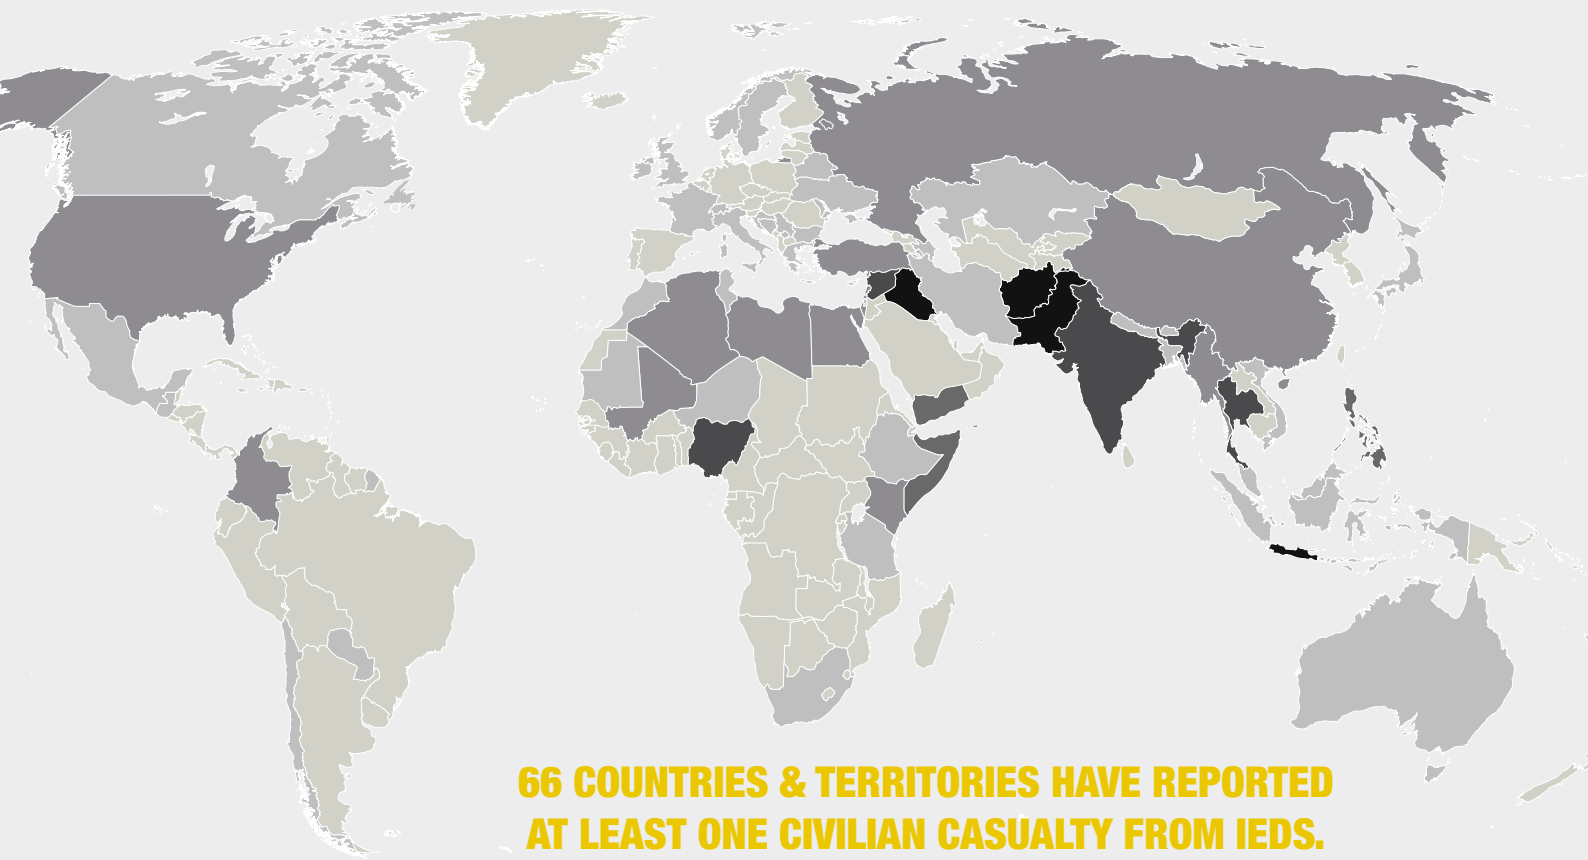 66 COUNTRIES & TERRITORIES HAVE REPORTED
AT LEAST ONE CIVILIAN CASUALTY FROM IEDS.